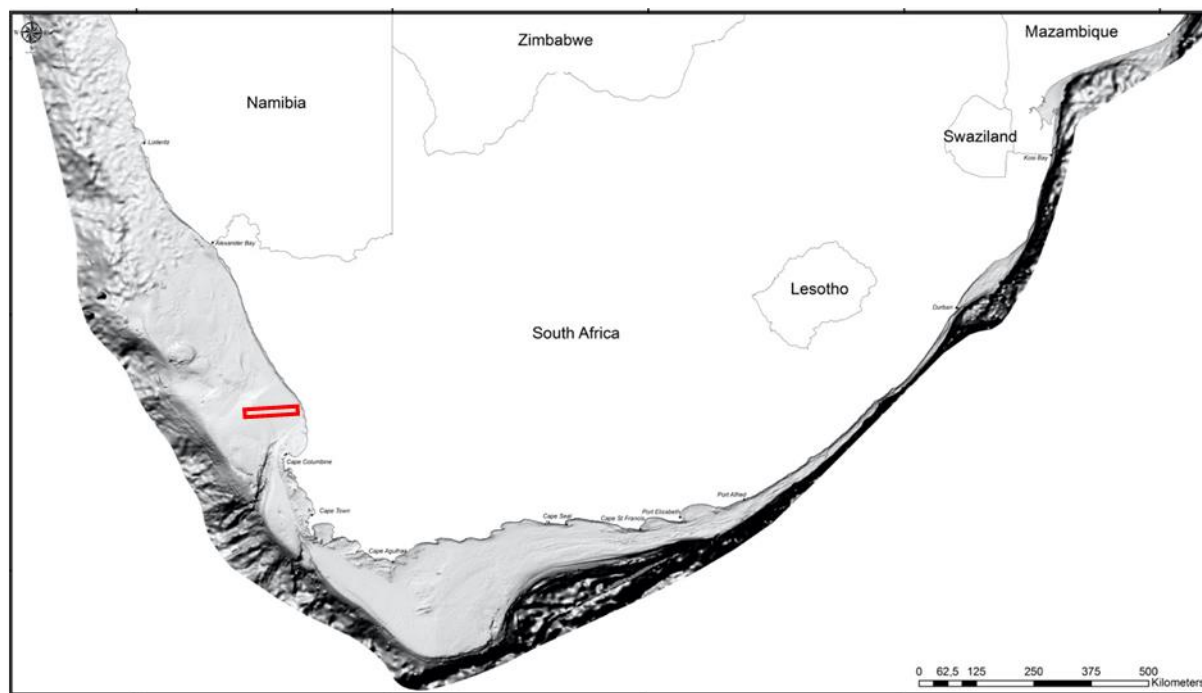 Zimbabwe
Mazambique
Namibia
Swaziland
Luderitz
Kosi Bay
Alexander Bay
Lesotho
Durban
South Africa
Cape Columbine
Port Alfred
Port Elizabeth
Cape Town
Cape Seal
Cape St Francis
Cape Agulhas
0 62,5 125 250 375 500
Kilometers